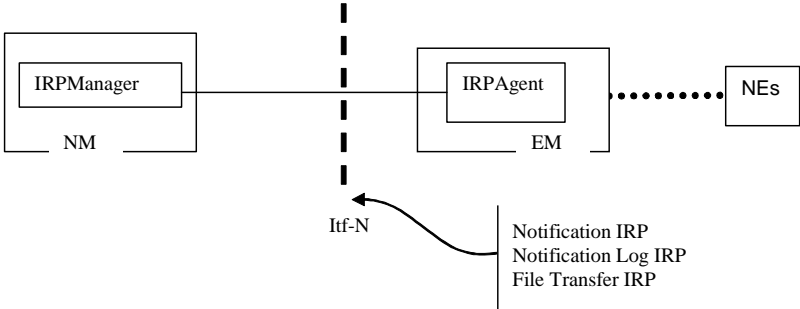 IRPManager
NM
IRPAgent
EM
NEs
Itf-N
Notification IRP
Notification Log IRP
File Transfer IRP